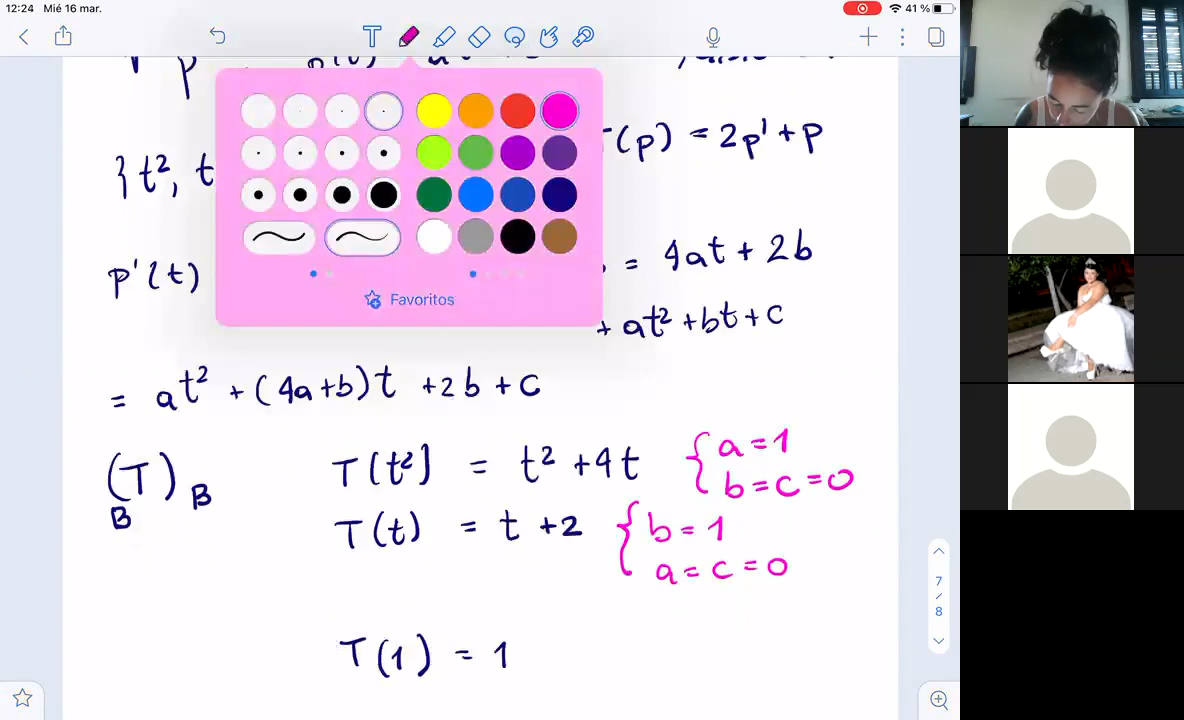 12:24 Mié 16 mar. 41 %
T
p
}t², t
T(p) = 2p' + p
p'(t)
= 4at + 2b
Favoritos
+ at² + bt + c
= at² + (4a+b)t + 2b + c
(T)
B B
T(t²) = t² + 4t { a = 1
b = c = 0
T(t) = t + 2 { b = 1
a = c = 0
7
/
8
T(1) = 1